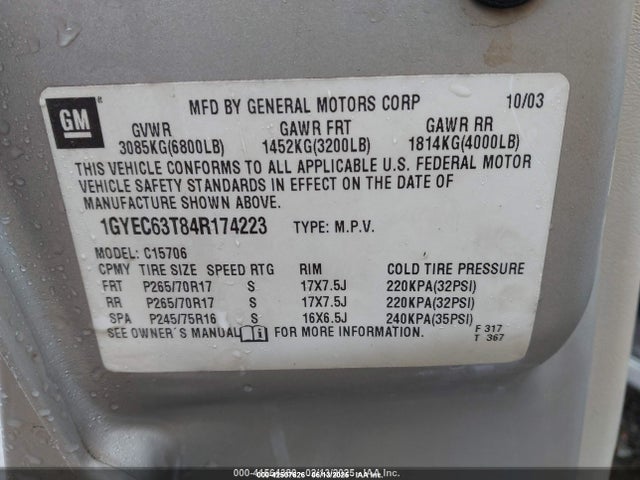 GM
MFD BY GENERAL MOTORS CORP 10/03
GVWR GAWR FRT GAWR RR
3085KG(6800LB) 1452KG(3200LB) 1814KG(4000LB)
THIS VEHICLE CONFORMS TO ALL APPLICABLE U.S. FEDERAL MOTOR
VEHICLE SAFETY STANDARDS IN EFFECT ON THE DATE OF
MANUFACTURE SHOWN ABOVE.
1GYEC63T84R174223 TYPE: M.P.V.
MODEL: C15706
CPMY TIRE SIZE SPEED RTG RIM COLD TIRE PRESSURE
FRT P265/70R17 S 17X7.5J 220KPA(32PSI)
RR P265/70R17 S 17X7.5J 220KPA(32PSI)
SPA P245/75R16 S 16X6.5J 240KPA(35PSI)
SEE OWNER'S MANUAL FOR MORE INFORMATION. F 317
T 367